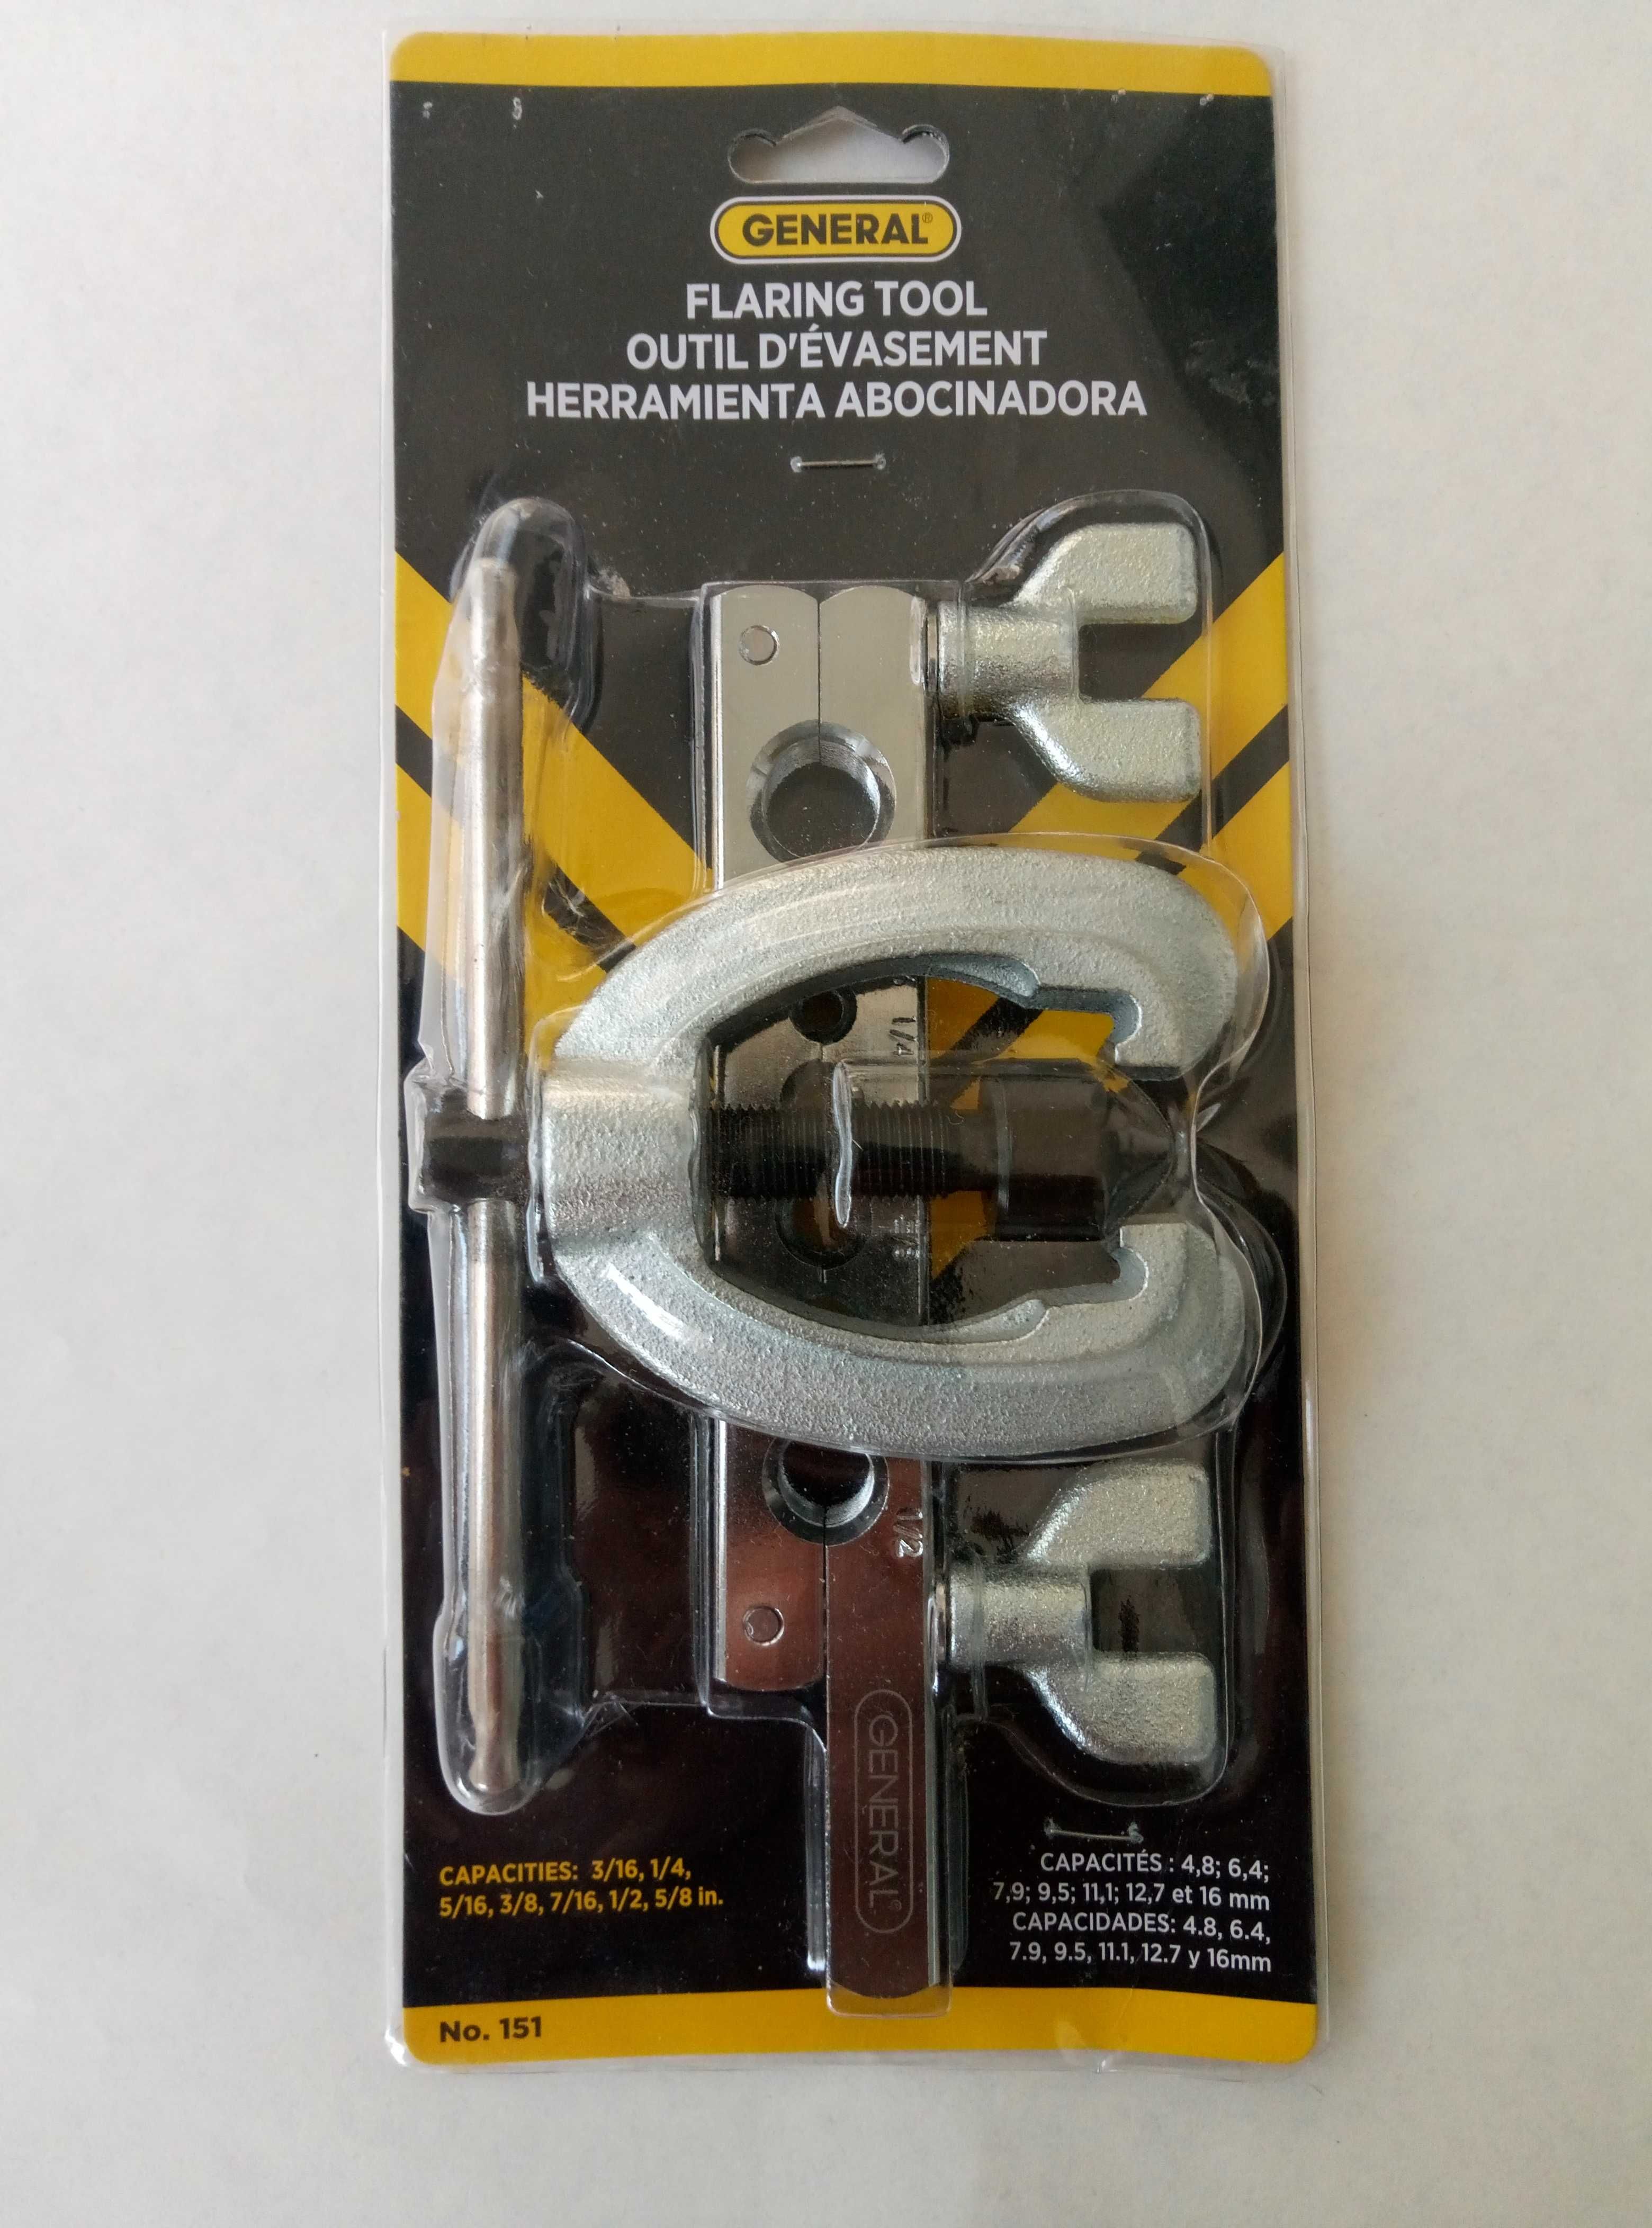 GENERAL®
FLARING TOOL
OUTIL D'ÉVASEMENT
HERRAMIENTA ABOCINADORA
1/4
1/2
GENERAL®
CAPACITIES: 3/16, 1/4,
5/16, 3/8, 7/16, 1/2, 5/8 in.
CAPACITÉS : 4,8; 6,4;
7,9; 9,5; 11,1; 12,7 et 16 mm
CAPACIDADES: 4.8, 6.4,
7.9, 9.5, 11.1, 12.7 y 16mm
No. 151